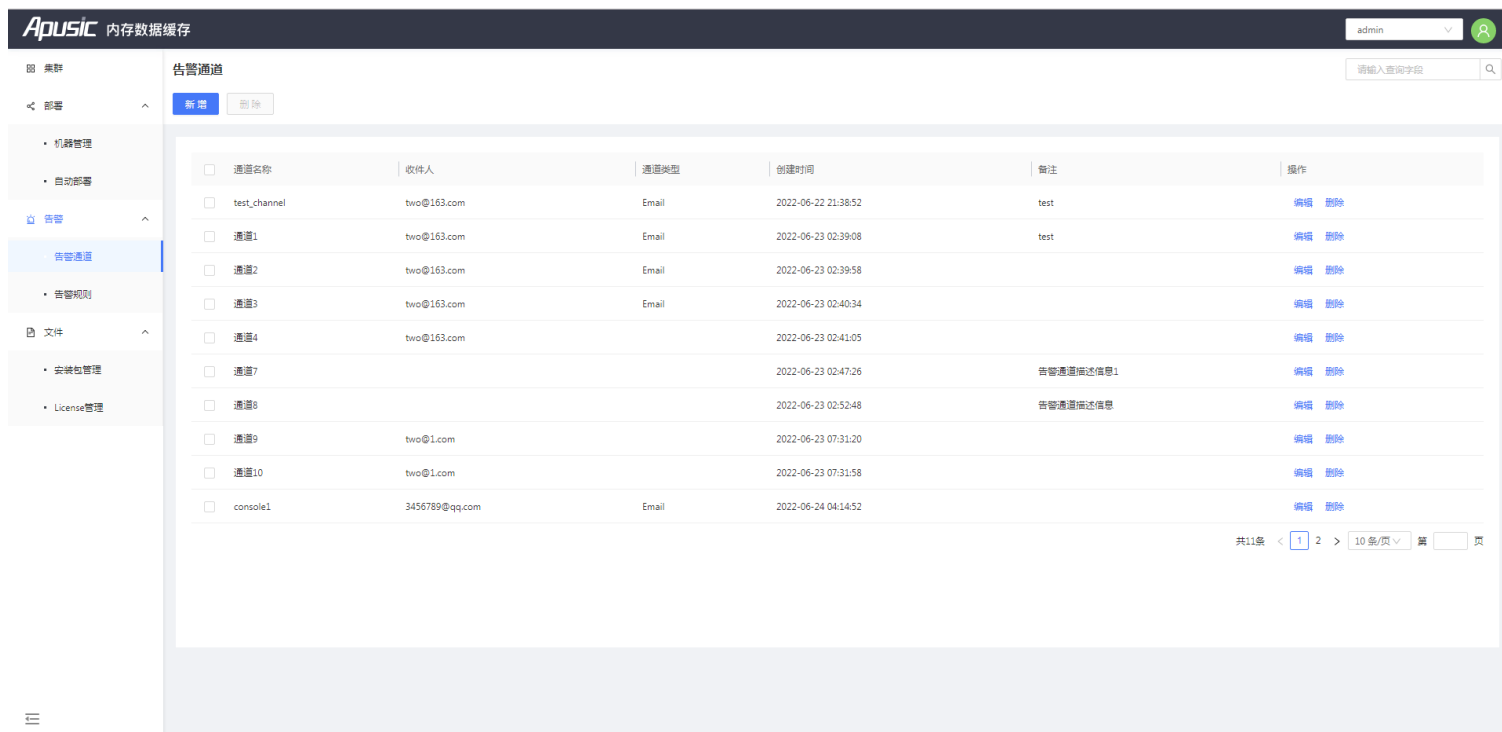 Apusic 内存数据缓存 admin
集群
部署
机器管理
自动部署
告警
告警通道
告警规则
文件
安装包管理
License管理
告警通道 请输入查询字段
新增 删除
通道名称 收件人 通道类型 创建时间 备注 操作
test_channel two@163.com Email 2022-06-22 21:38:52 test 编辑 删除
通道1 two@163.com Email 2022-06-23 02:39:08 test 编辑 删除
通道2 two@163.com Email 2022-06-23 02:39:58 编辑 删除
通道3 two@163.com Email 2022-06-23 02:40:34 编辑 删除
通道4 two@163.com 2022-06-23 02:41:05 编辑 删除
通道7 2022-06-23 02:47:26 告警通道描述信息1 编辑 删除
通道8 2022-06-23 02:52:48 告警通道描述信息 编辑 删除
通道9 two@1.com 2022-06-23 07:31:20 编辑 删除
通道10 two@1.com 2022-06-23 07:31:58 编辑 删除
console1 3456789@qq.com Email 2022-06-24 04:14:52 编辑 删除
共11条 < 1 2 > 10 条/页 第 页